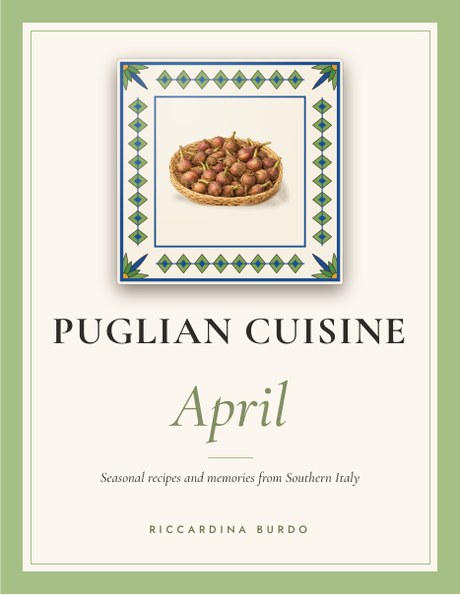 PUGLIAN CUISINE
April
Seasonal recipes and memories from Southern Italy
RICCARDINA BURDO